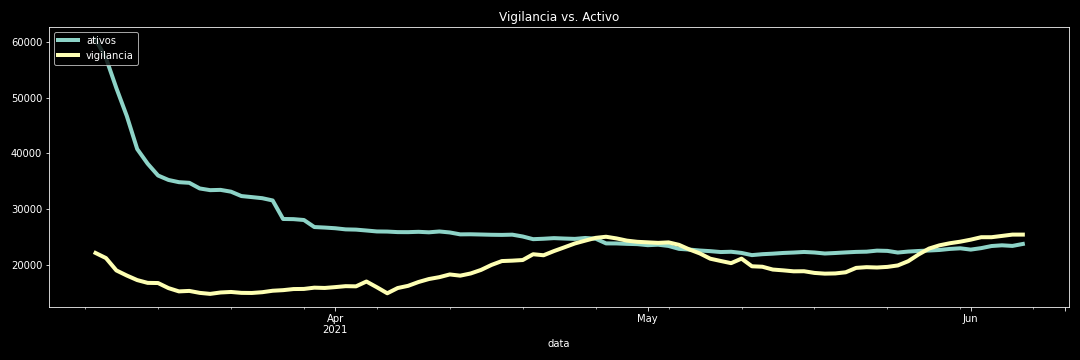 Vigilancia vs. Activo
ativos
vigilancia
60000
50000
40000
30000
20000
Apr
2021
May
Jun
data